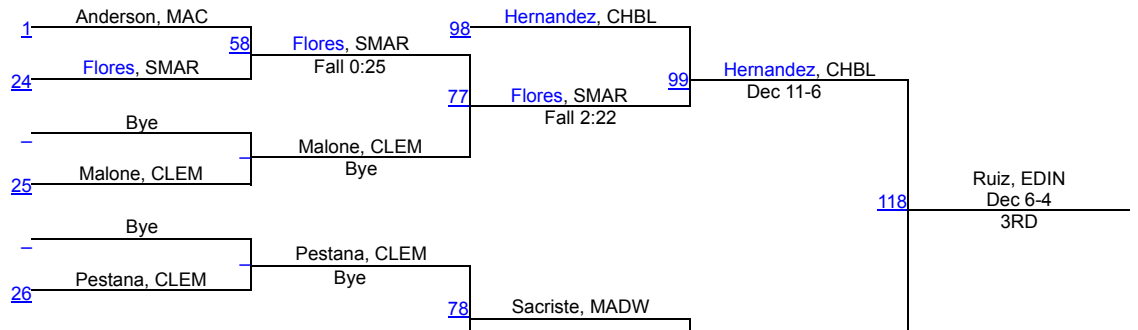 Anderson, MAC
Hernandez, CHBL
1
98
58
Flores, SMAR
Flores, SMAR
Fall 0:25
24
Hernandez, CHBL
99
Dec 11-6
77
Flores, SMAR
Fall 2:22
Bye
–
Malone, CLEM
–
Bye
Malone, CLEM
25
Ruiz, EDIN
118
Dec 6-4
3RD
Bye
–
Pestana, CLEM
–
Bye
Pestana, CLEM
26
78
Sacriste, MADW